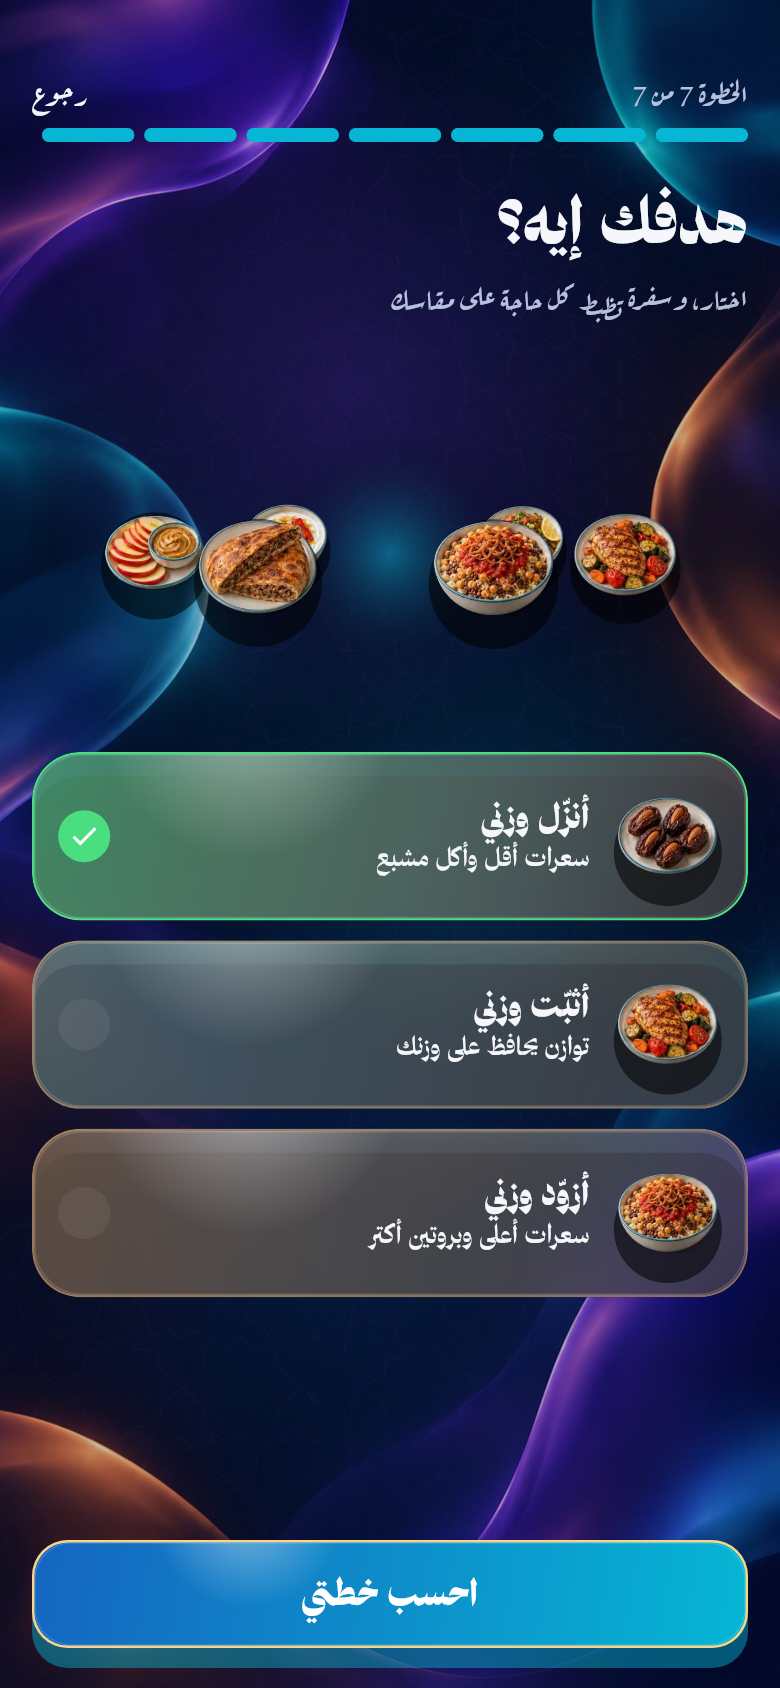 الخطوة 7 من 7
رجوع
هدفك إيه؟
اختار، و سفرة تظبط كل حاجة على مقاسك
أنزّل وزني
سعرات أقل وأكل مشبع
أثبّت وزني
توازن يحافظ على وزنك
أزوّد وزني
سعرات أعلى وبروتين أكتر
احسب خطتي